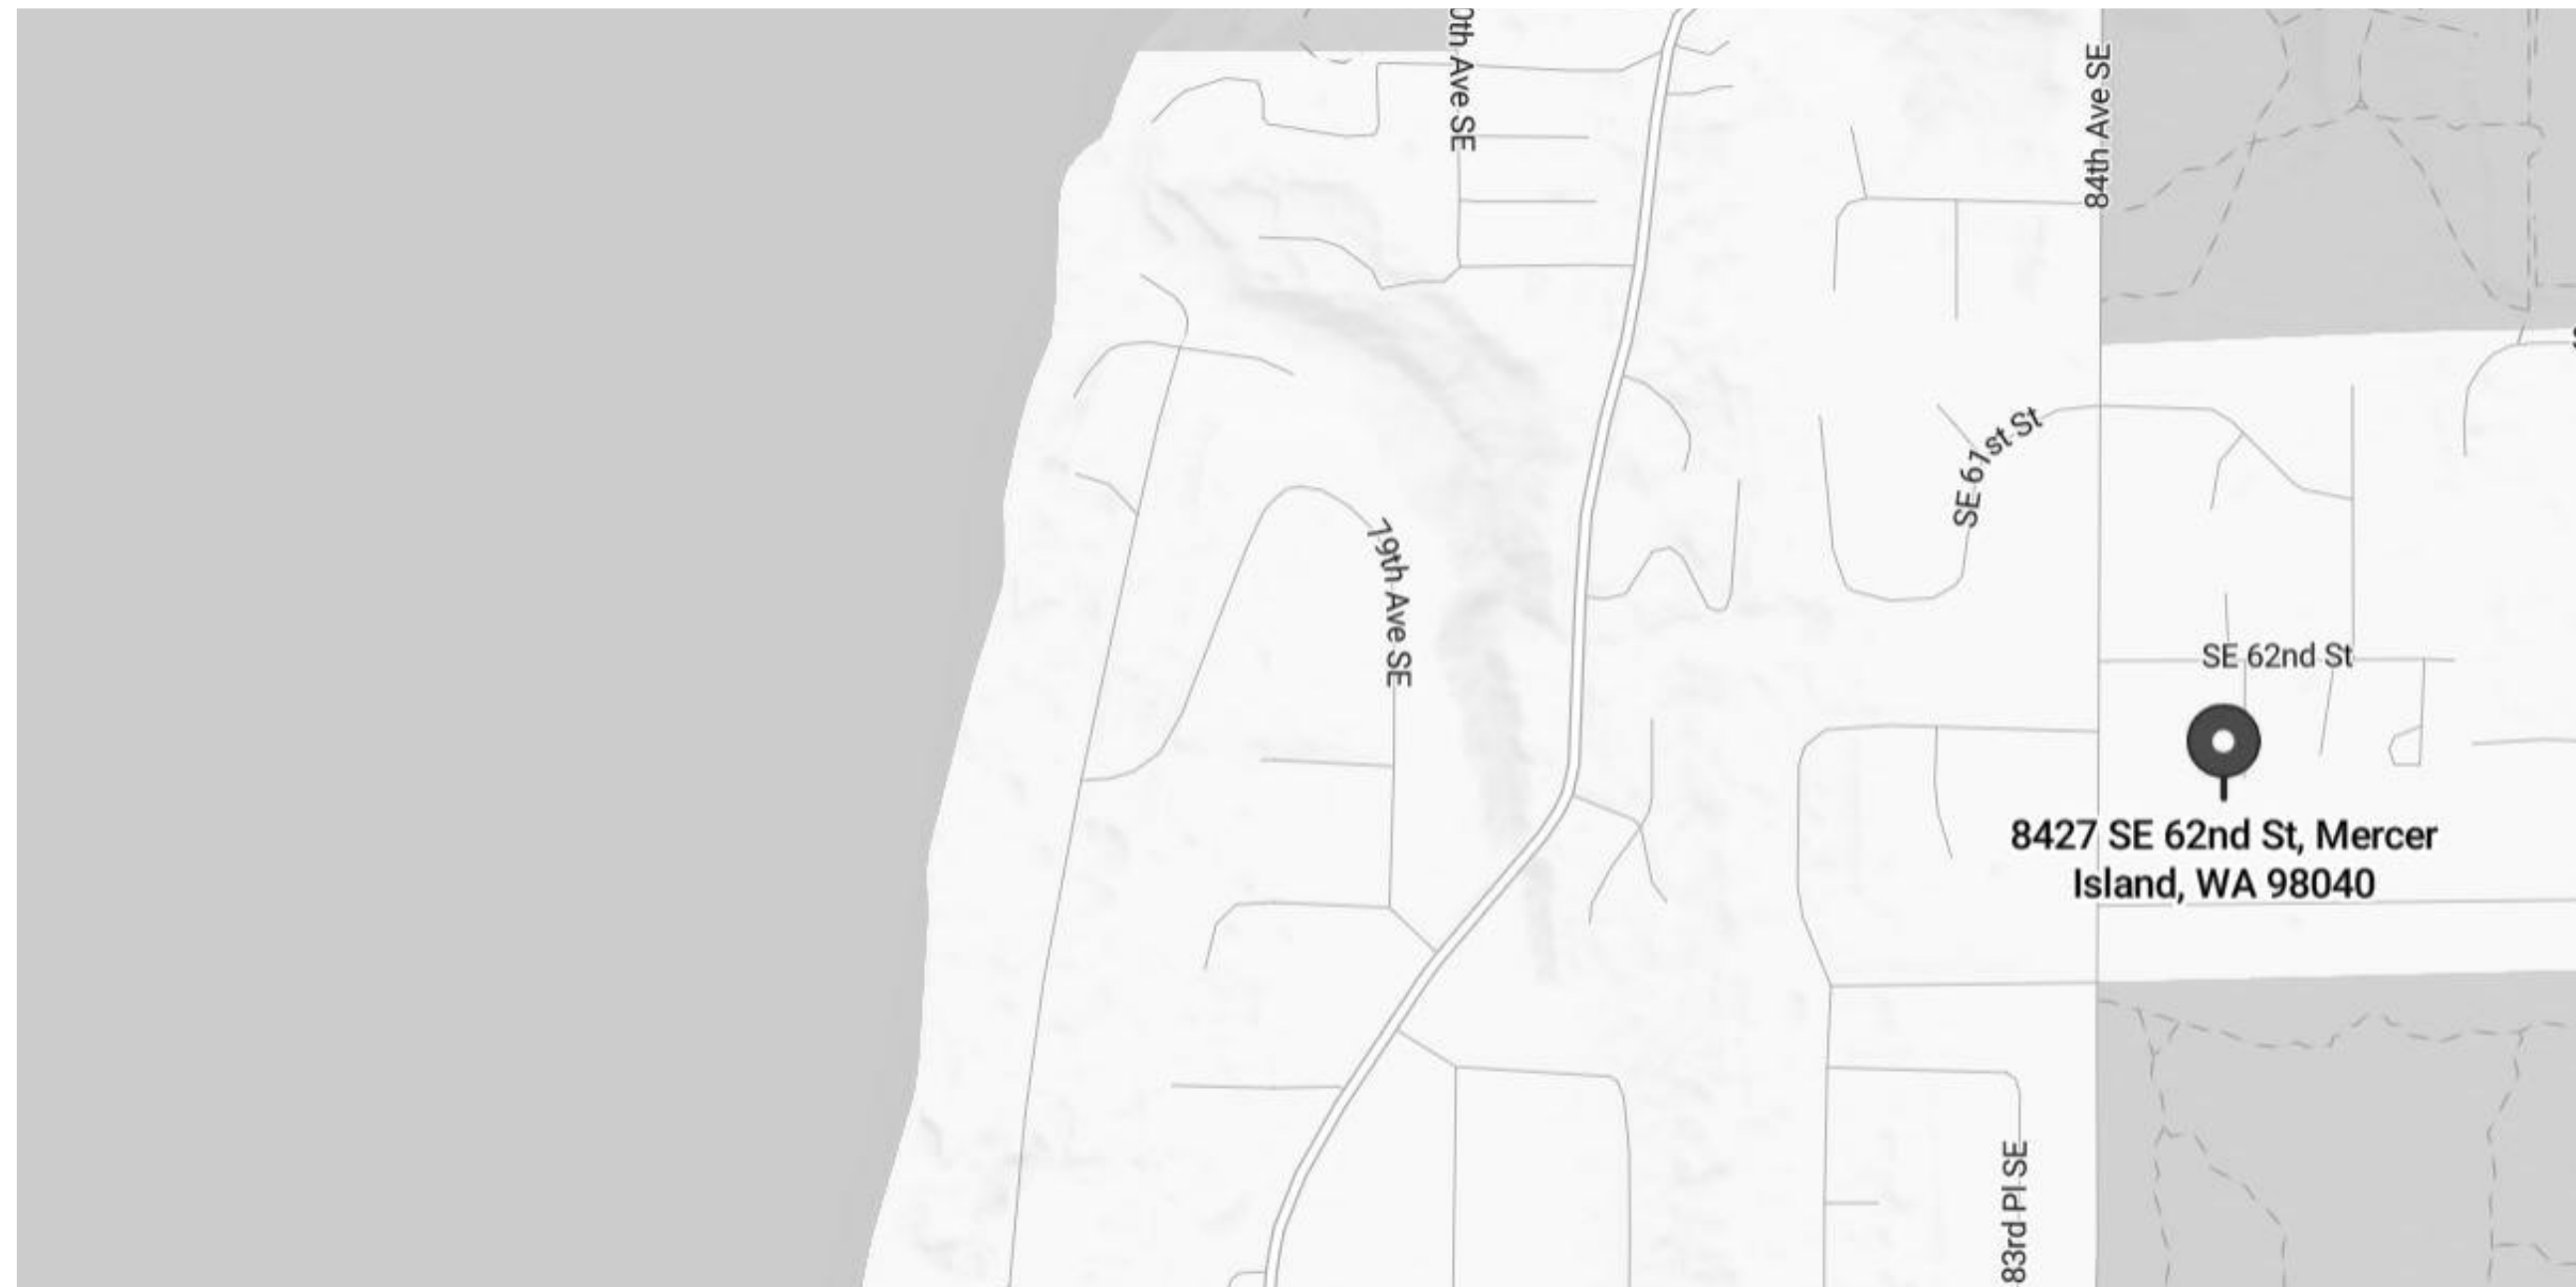 0th Ave SE
84th Ave SE
SE 61st St
79th Ave SE
SE 62nd St
8427 SE 62nd St, Mercer
Island, WA 98040
83rd Pl SE